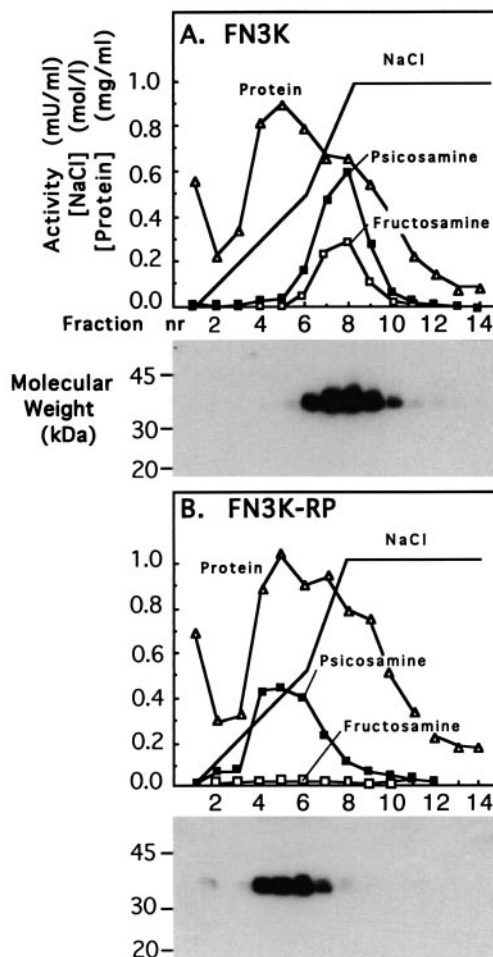 A. FN3K
NaCl
Protein
Psicosamine
Fructosamine
Activity (mU/ml)
[NaCl] (mol/l)
[Protein] (mg/ml)
1.0
0.8
0.6
0.4
0.2
0.0
Fraction nr 2 4 6 8 10 12 14
Molecular
Weight
(kDa)
45
30
20
B. FN3K-RP
NaCl
Protein
Psicosamine
Fructosamine
1.0
0.8
0.6
0.4
0.2
0.0
2 4 6 8 10 12 14
45
30
20